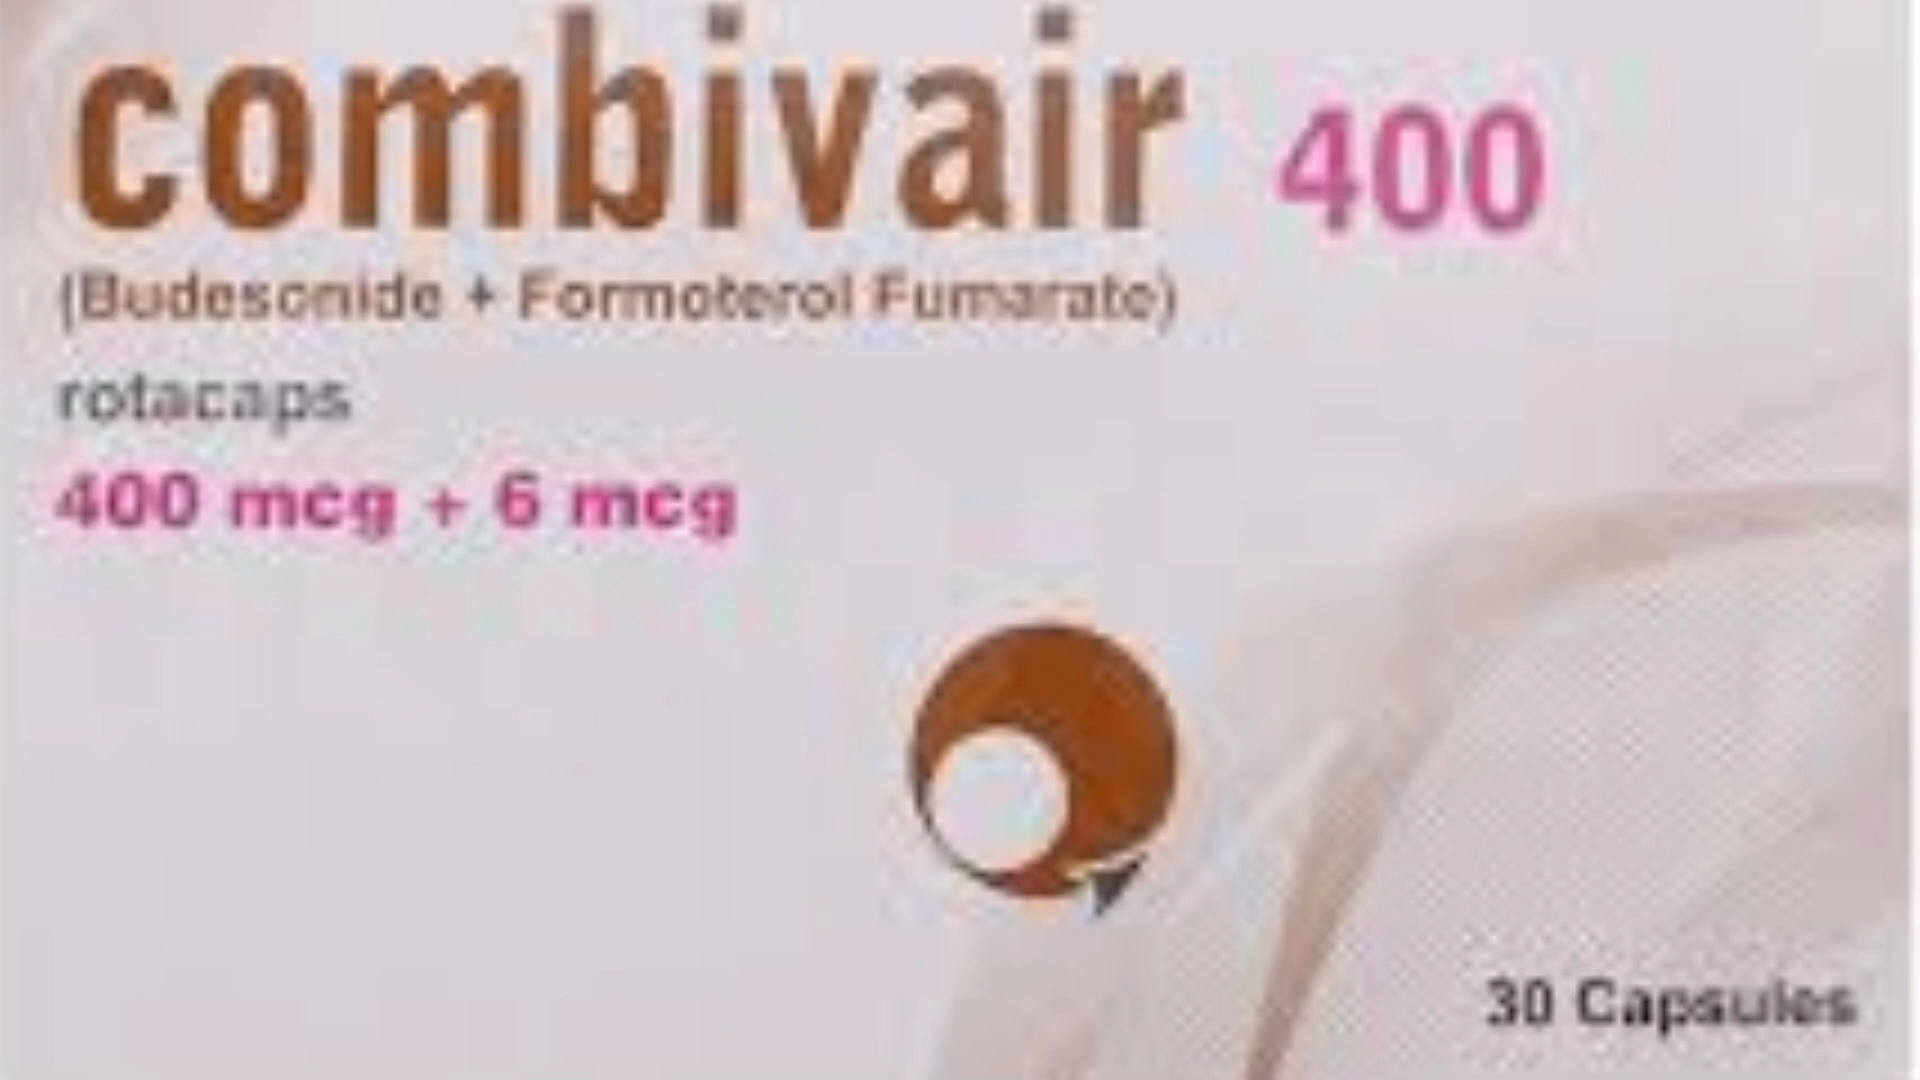 combivair 400
(Budesonide + Formoterol Fumarate)
rotacaps
400 mcg + 6 mcg
30 Capsules